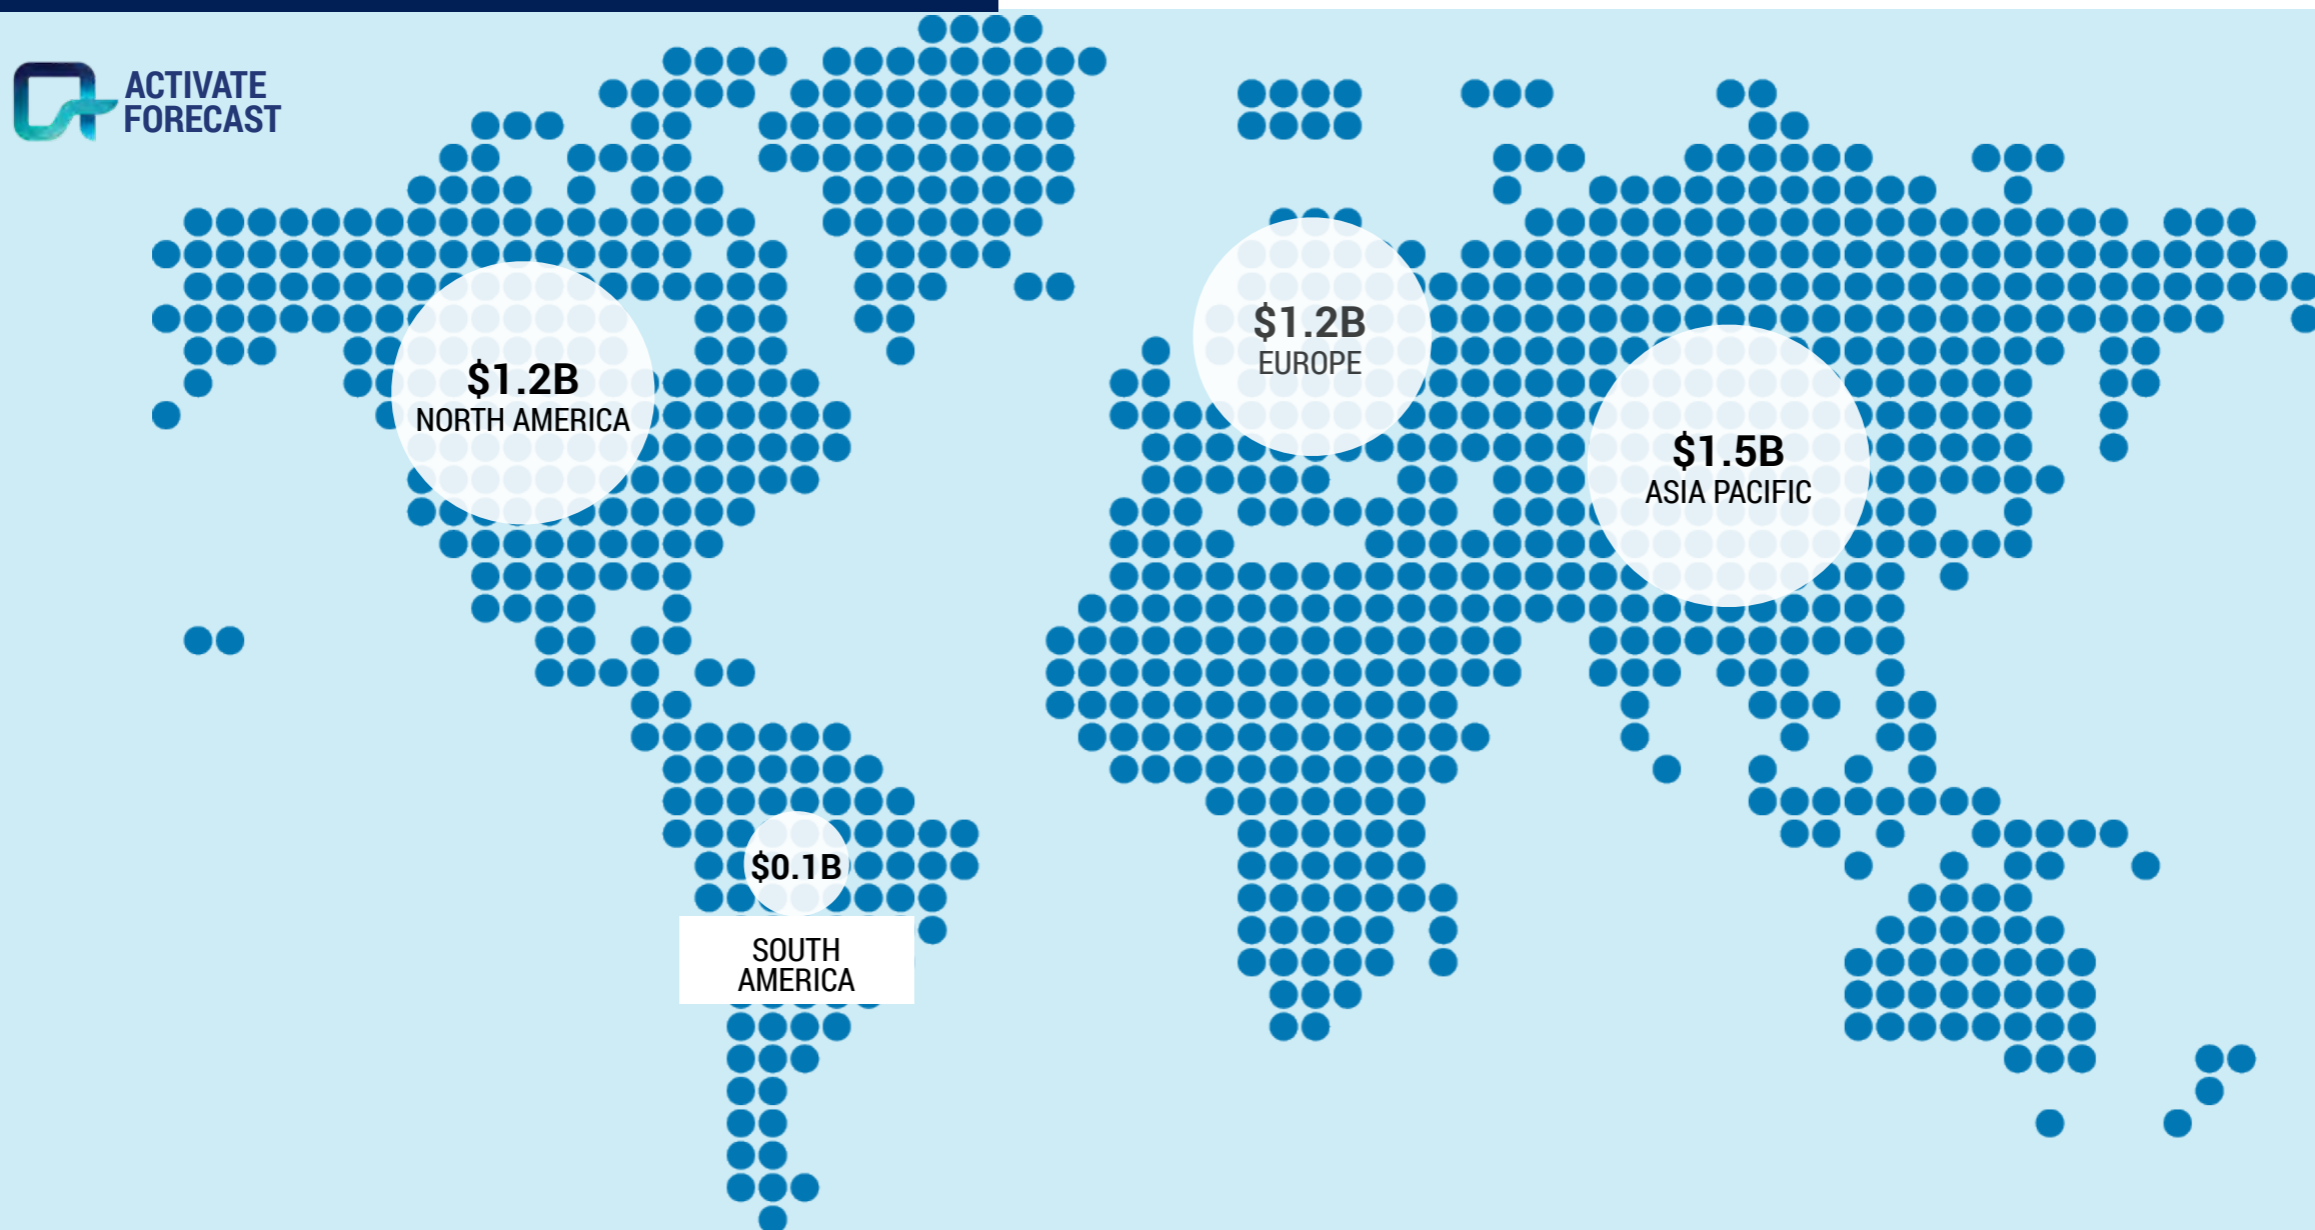 ACTIVATE
FORECAST
$1.2B
NORTH AMERICA
$1.2B
EUROPE
$1.5B
ASIA PACIFIC
$0.1B
SOUTH
AMERICA